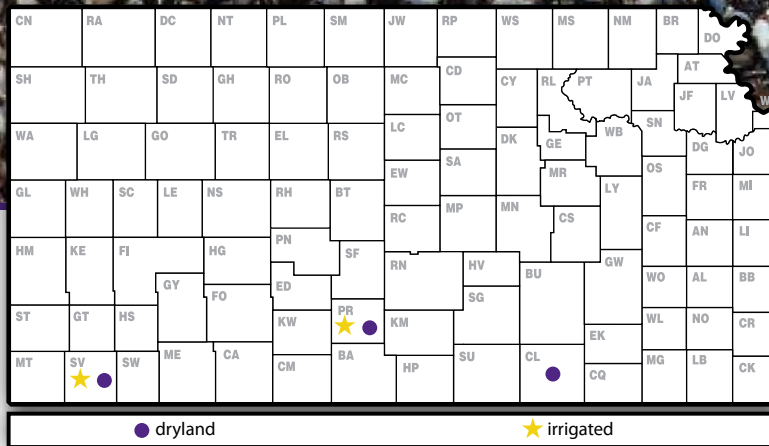 CN RA DC NT PL SM JW RP WS MS NM BR DO
SH TH SD GH RO OB MC CD CY RL PT JA AT JF LV W
WA LG GO TR EL RS LC OT DK GE WB SN DG JO
GL WH SC LE NS RH BT EW SA MR LY OS FR MI
RC MP MN CS
HM KE FI HG PN SF RN HV BU GW CF AN LI
GY FO ED SG WO AL BB
ST GT HS PR KW KM EK WL NO CR
MT SV SW ME CA CM BA HP SU CL CQ MG LB CK
dryland irrigated